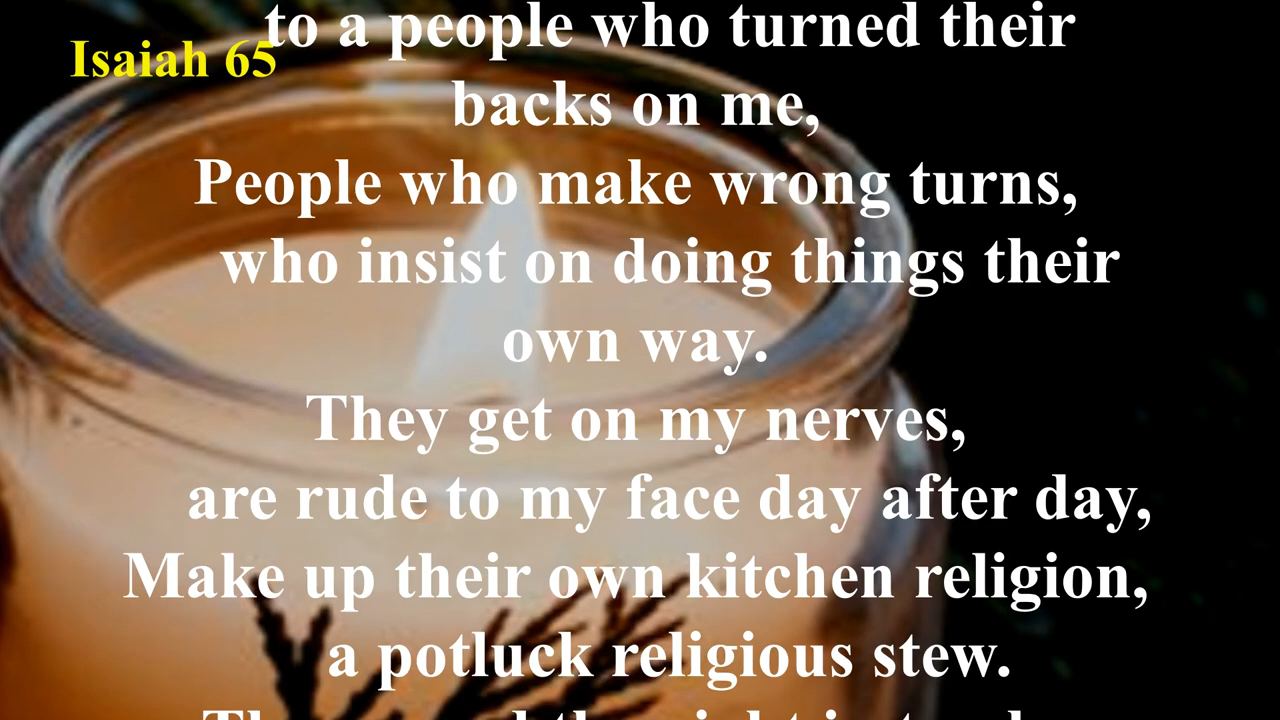 to a people who turned their
Isaiah 65
backs on me,
People who make wrong turns,
who insist on doing things their
own way.
They get on my nerves,
are rude to my face day after day,
Make up their own kitchen religion,
a potluck religious stew.